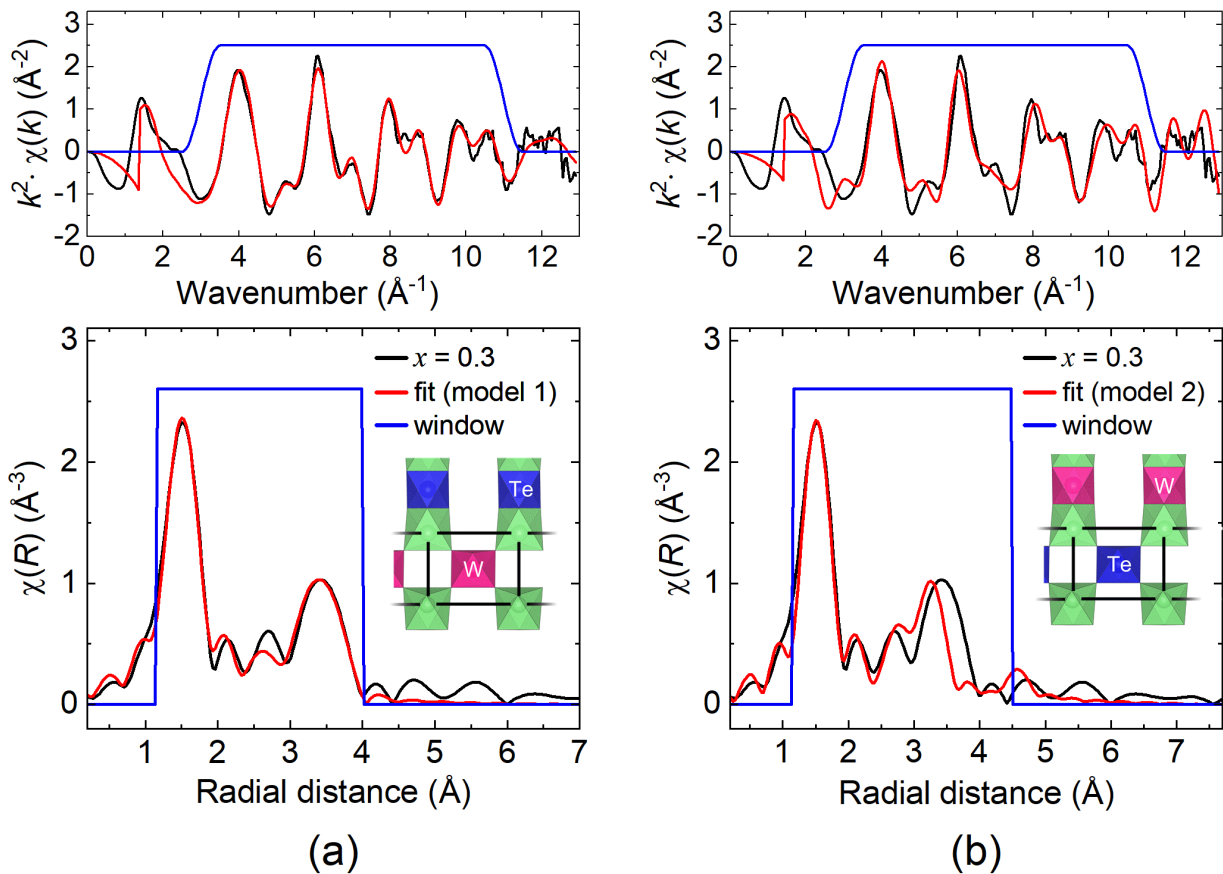 3
2
1
0
-1
-2
k²· χ(k) (Å⁻²)
0 2 4 6 8 10 12
Wavenumber (Å⁻¹)
3
2
1
0
χ(R) (Å⁻³)
x = 0.3
fit (model 1)
window
Te
W
1 2 3 4 5 6 7
Radial distance (Å)
(a)
3
2
1
0
-1
-2
k²· χ(k) (Å⁻²)
0 2 4 6 8 10 12
Wavenumber (Å⁻¹)
3
2
1
0
χ(R) (Å⁻³)
x = 0.3
fit (model 2)
window
W
Te
1 2 3 4 5 6 7
Radial distance (Å)
(b)